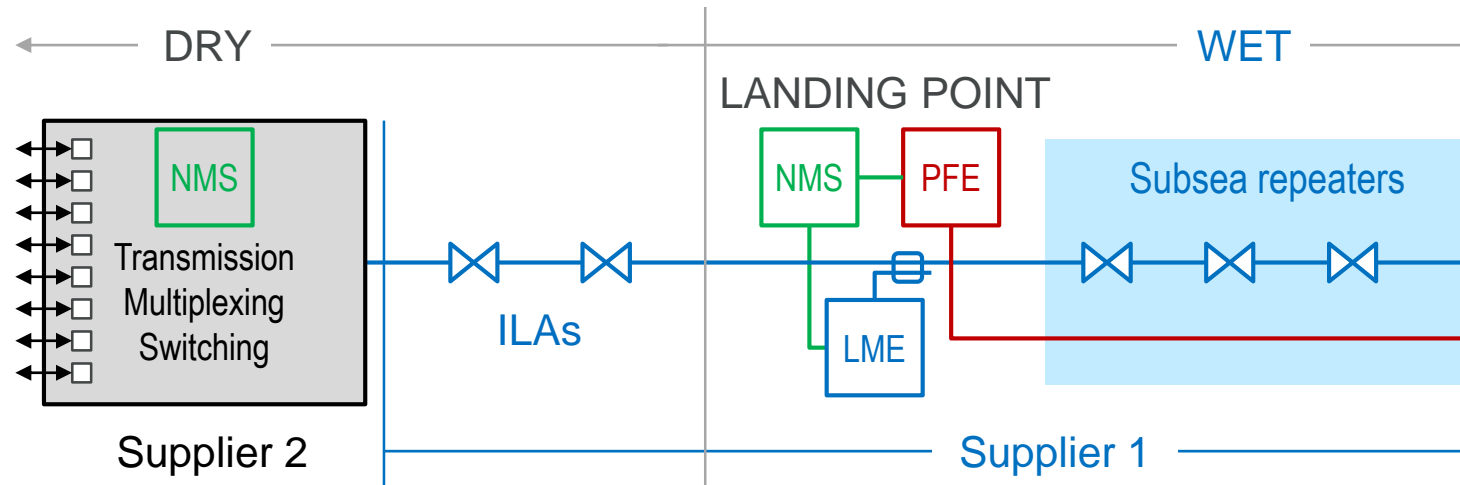 DRY
WET
LANDING POINT
NMS
NMS
PFE
Subsea repeaters
Transmission
Multiplexing
Switching
ILAs
LME
Supplier 2
Supplier 1